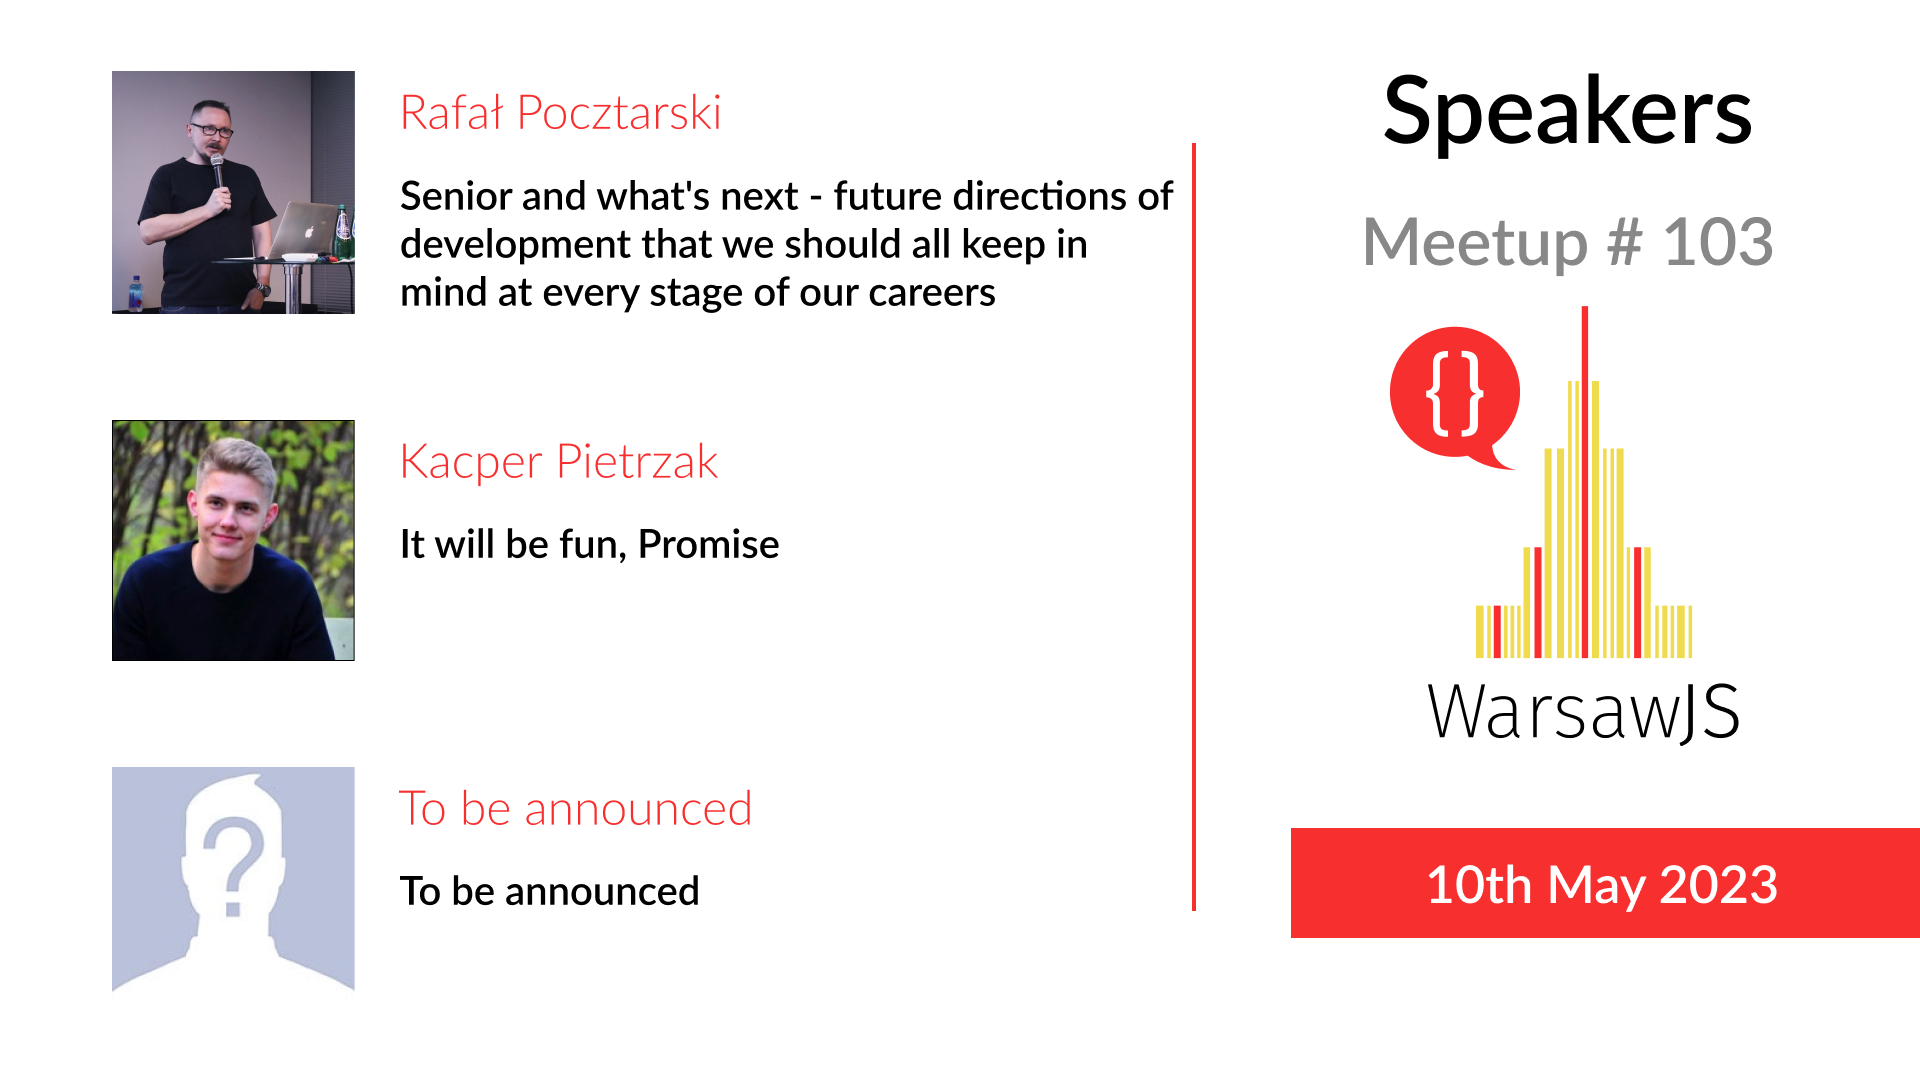 Rafał Pocztarski
Senior and what's next - future directions of
development that we should all keep in
mind at every stage of our careers
Kacper Pietrzak
It will be fun, Promise
?
To be announced
To be announced
Speakers
Meetup # 103
{}
WarsawJS
10th May 2023